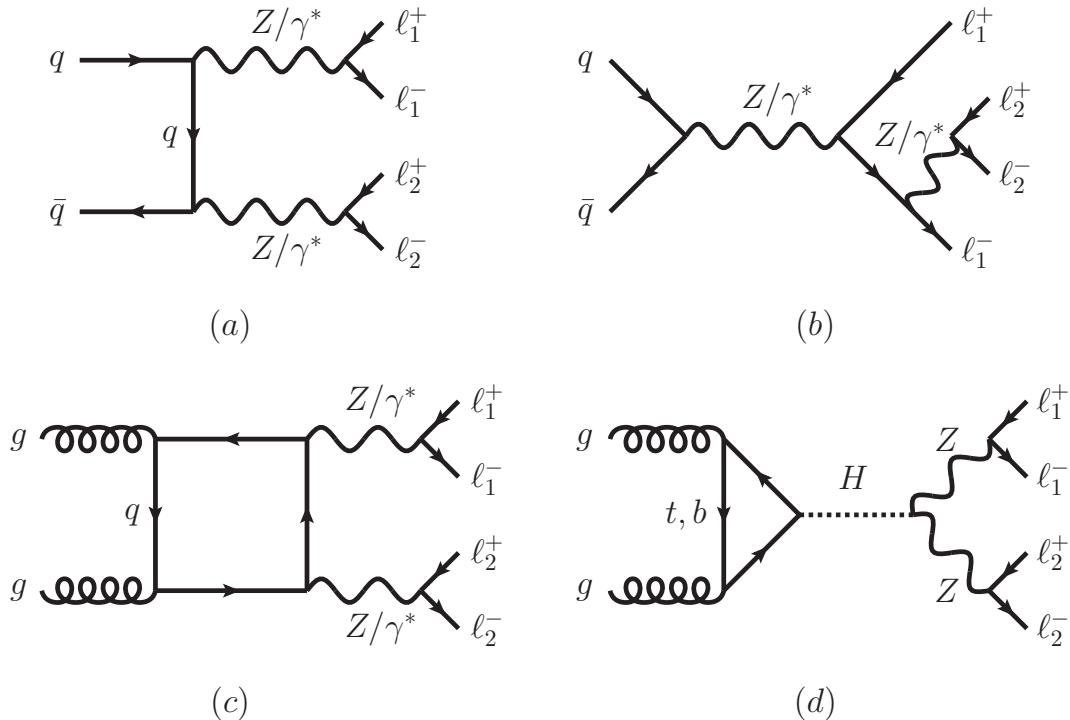 q
q̄
q
Z/γ*
Z/γ*
ℓ₁⁺
ℓ₁⁻
ℓ₂⁺
ℓ₂⁻
(a)
q
q̄
Z/γ*
Z/γ*
ℓ₁⁺
ℓ₂⁺
ℓ₂⁻
ℓ₁⁻
(b)
g
g
q
Z/γ*
Z/γ*
ℓ₁⁺
ℓ₁⁻
ℓ₂⁺
ℓ₂⁻
(c)
g
g
t, b
H
Z
Z
ℓ₁⁺
ℓ₁⁻
ℓ₂⁺
ℓ₂⁻
(d)